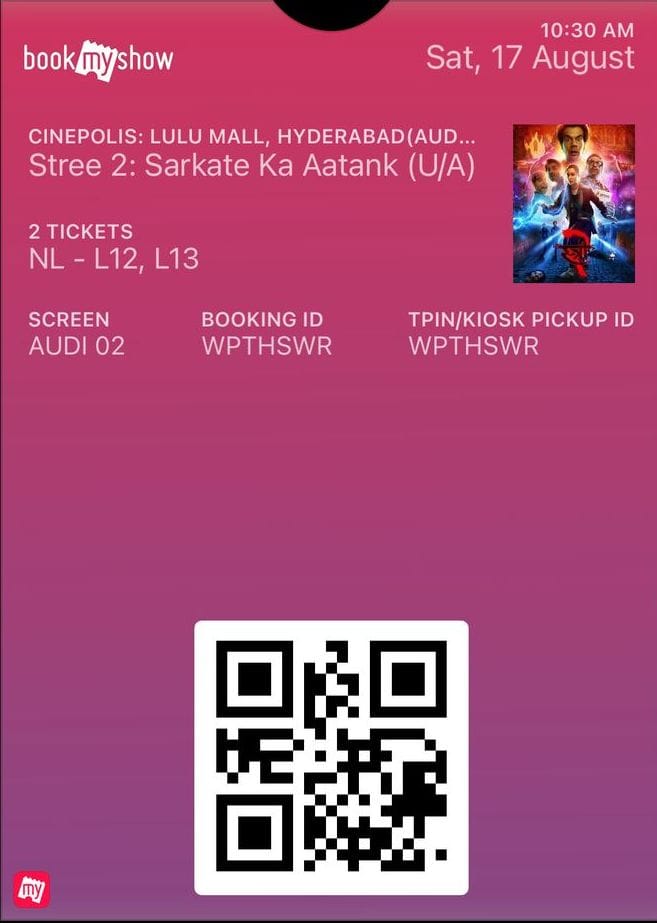 bookmyshow
10:30 AM
Sat, 17 August
CINEPOLIS: LULU MALL, HYDERABAD(AUD...
Stree 2: Sarkate Ka Aatank (U/A)
2 TICKETS
NL - L12, L13
SCREEN BOOKING ID TPIN/KIOSK PICKUP ID
AUDI 02 WPTHSWR WPTHSWR
my